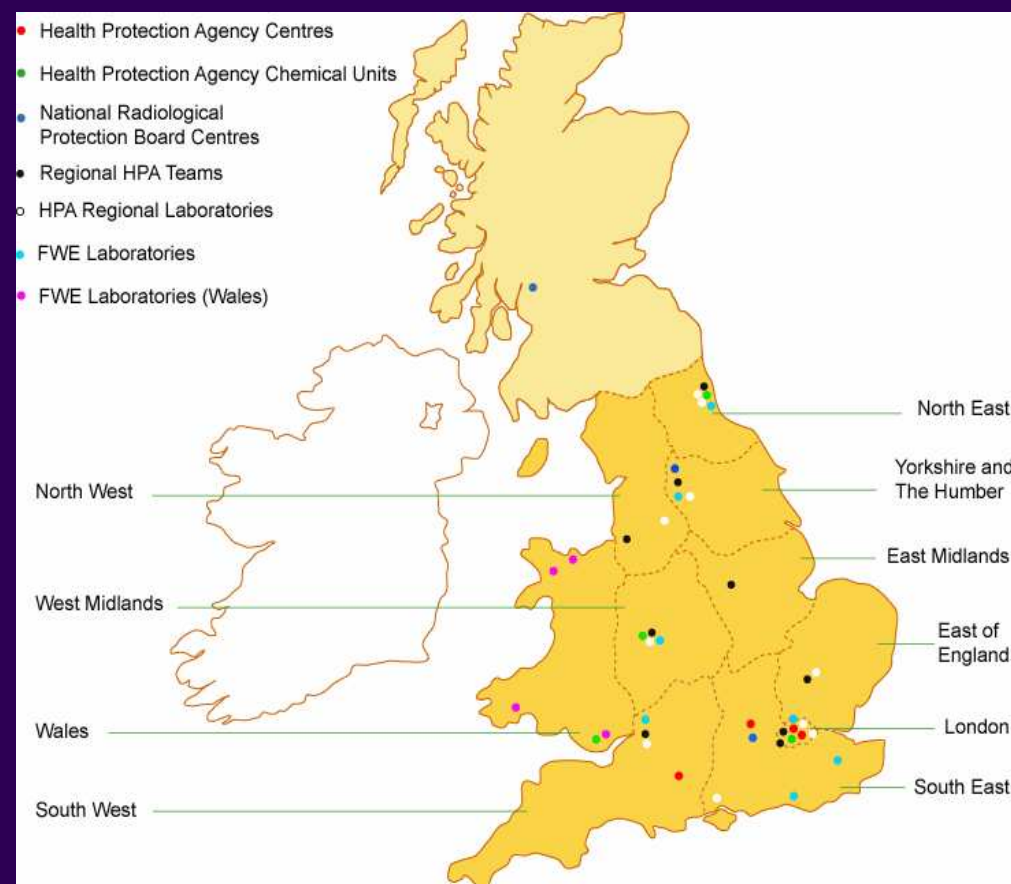 Health Protection Agency Centres
Health Protection Agency Chemical Units
National Radiological
Protection Board Centres
Regional HPA Teams
HPA Regional Laboratories
FWE Laboratories
FWE Laboratories (Wales)
North East
Yorkshire and
The Humber
North West
East Midlands
West Midlands
East of
England
Wales
London
South West
South East